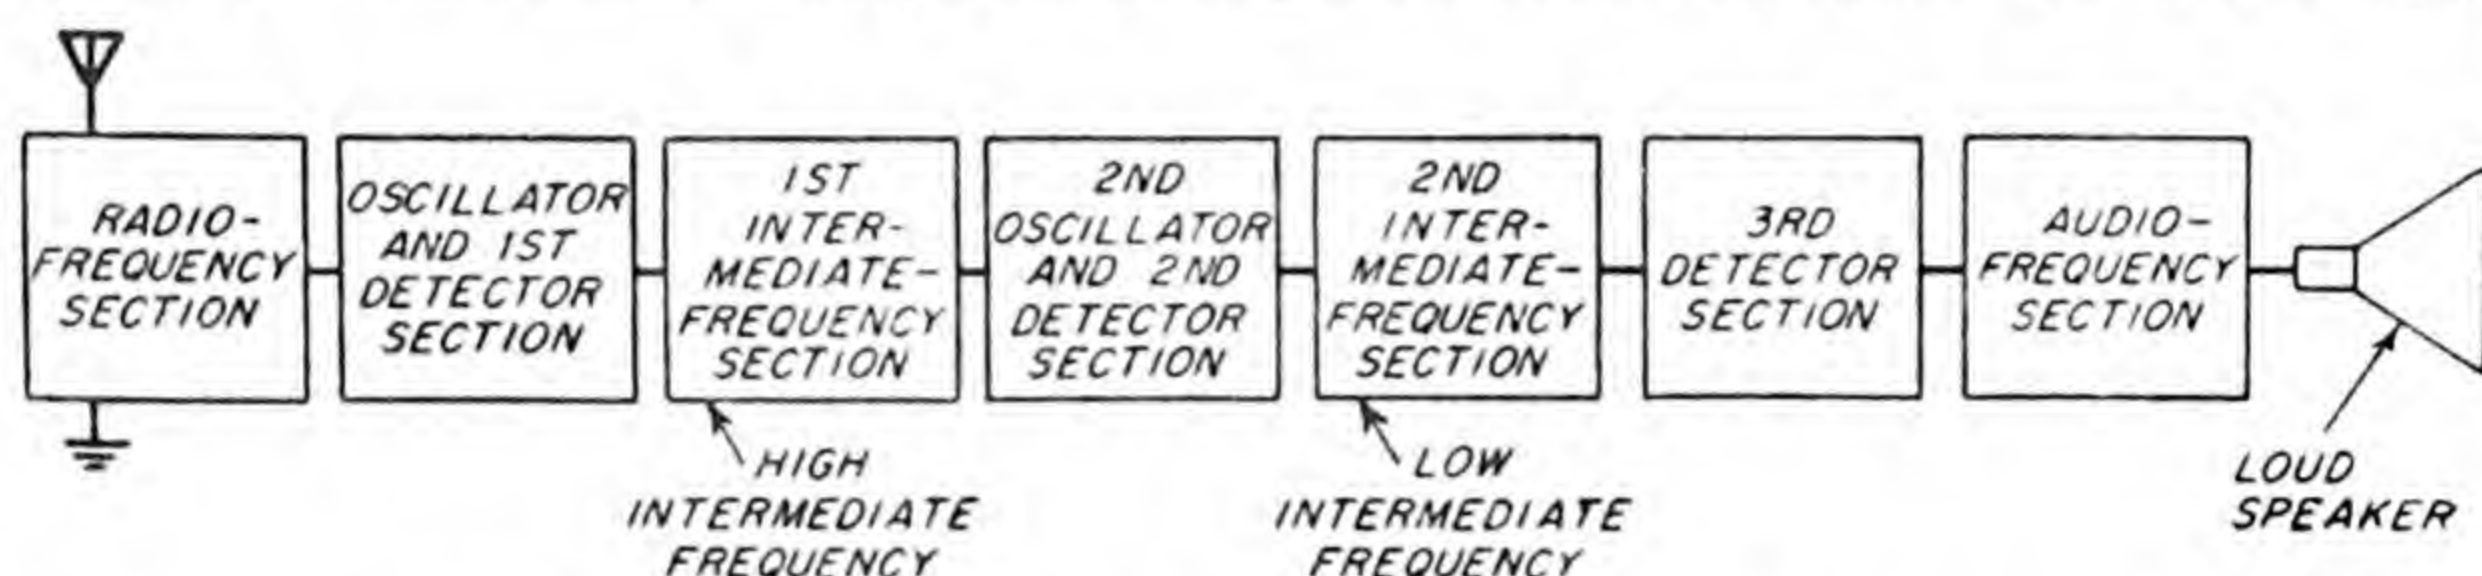 RADIO-
FREQUENCY
SECTION
OSCILLATOR
AND 1ST
DETECTOR
SECTION
1ST
INTER-
MEDIATE-
FREQUENCY
SECTION
2ND
OSCILLATOR
AND 2ND
DETECTOR
SECTION
2ND
INTER-
MEDIATE-
FREQUENCY
SECTION
3RD
DETECTOR
SECTION
AUDIO-
FREQUENCY
SECTION
HIGH
INTERMEDIATE
FREQUENCY
LOW
INTERMEDIATE
FREQUENCY
LOUD
SPEAKER